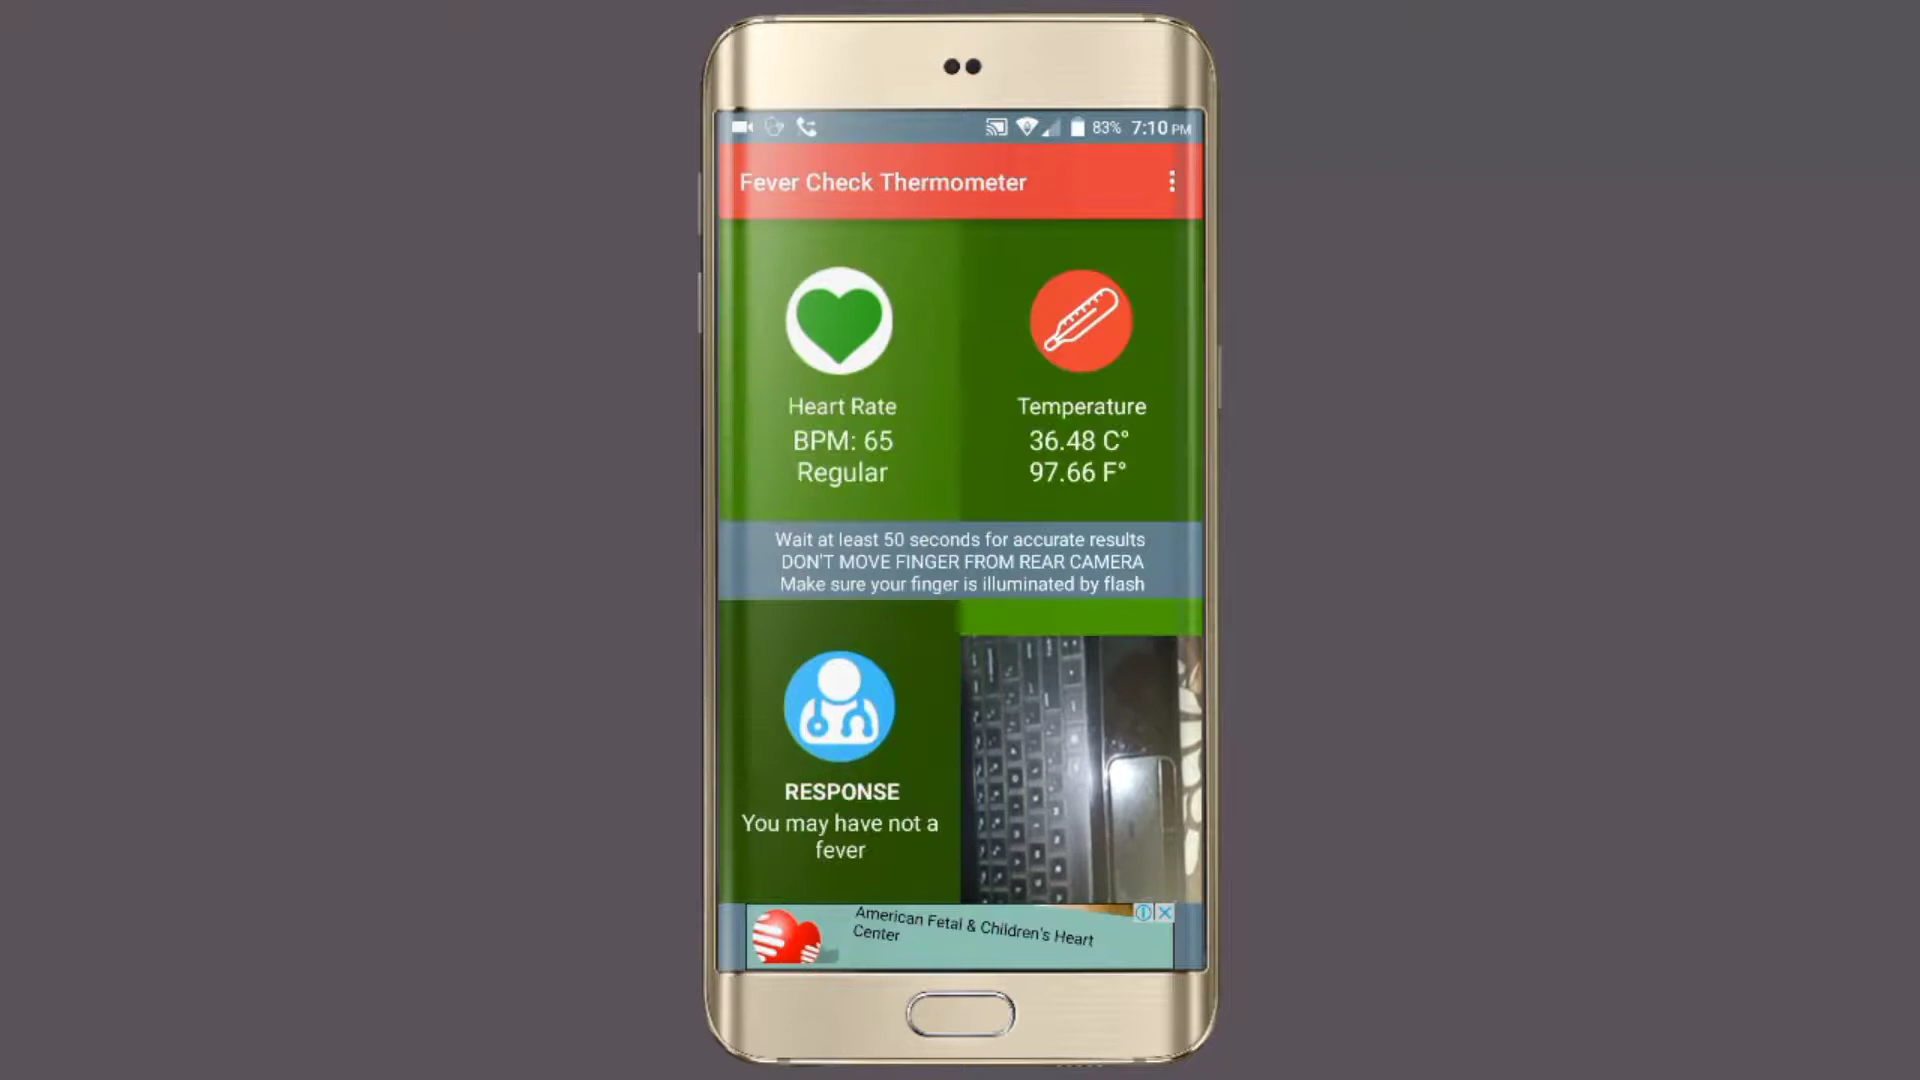 83% 7:10 PM
Fever Check Thermometer
Heart Rate
BPM: 65
Regular
Temperature
36.48 C°
97.66 F°
Wait at least 50 seconds for accurate results
DON'T MOVE FINGER FROM REAR CAMERA
Make sure your finger is illuminated by flash
RESPONSE
You may have not a
fever
American Fetal & Children's Heart
Center